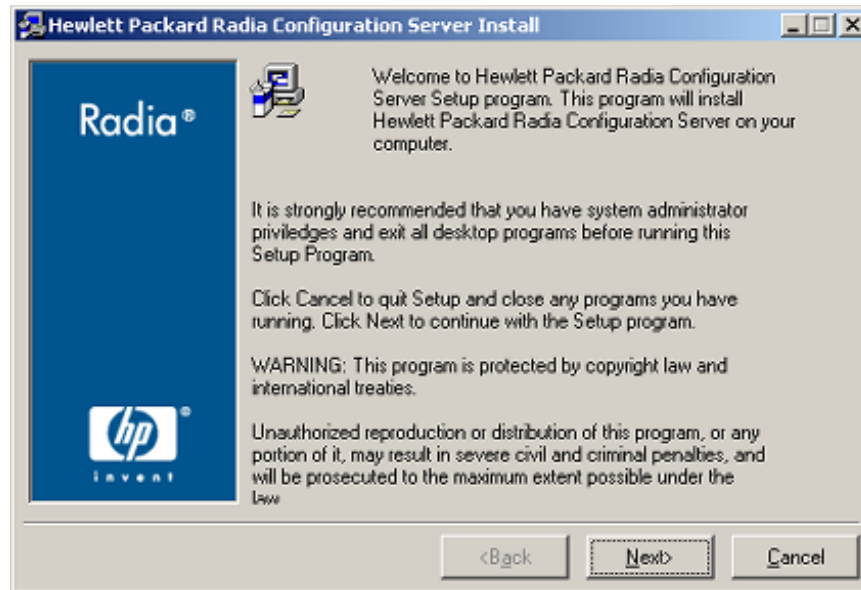 Hewlett Packard Radia Configuration Server Install
Radia®
Welcome to Hewlett Packard Radia Configuration
Server Setup program. This program will install
Hewlett Packard Radia Configuration Server on your
computer.
It is strongly recommended that you have system administrator
priviledges and exit all desktop programs before running this
Setup Program.
Click Cancel to quit Setup and close any programs you have
running. Click Next to continue with the Setup program.
WARNING: This program is protected by copyright law and
international treaties.
Unauthorized reproduction or distribution of this program, or any
portion of it, may result in severe civil and criminal penalties, and
will be prosecuted to the maximum extent possible under the
law
hp®
invent
<Back
Next>
Cancel